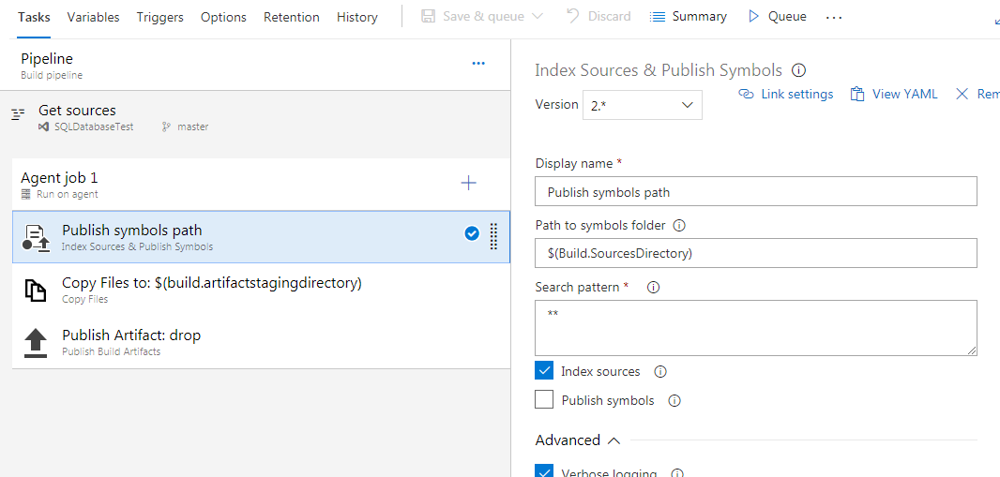 Tasks Variables Triggers Options Retention History Save & queue Discard Summary Queue ...
Pipeline
Build pipeline
Get sources
SQLDatabaseTest master
Agent job 1
Run on agent
Publish symbols path
Index Sources & Publish Symbols
Copy Files to: $(build.artifactstagingdirectory)
Copy Files
Publish Artifact: drop
Publish Build Artifacts
Index Sources & Publish Symbols
Link settings View YAML Rem
Version 2.*
Display name *
Publish symbols path
Path to symbols folder
$(Build.SourcesDirectory)
Search pattern *
**
Index sources
Publish symbols
Advanced
Verbose logging